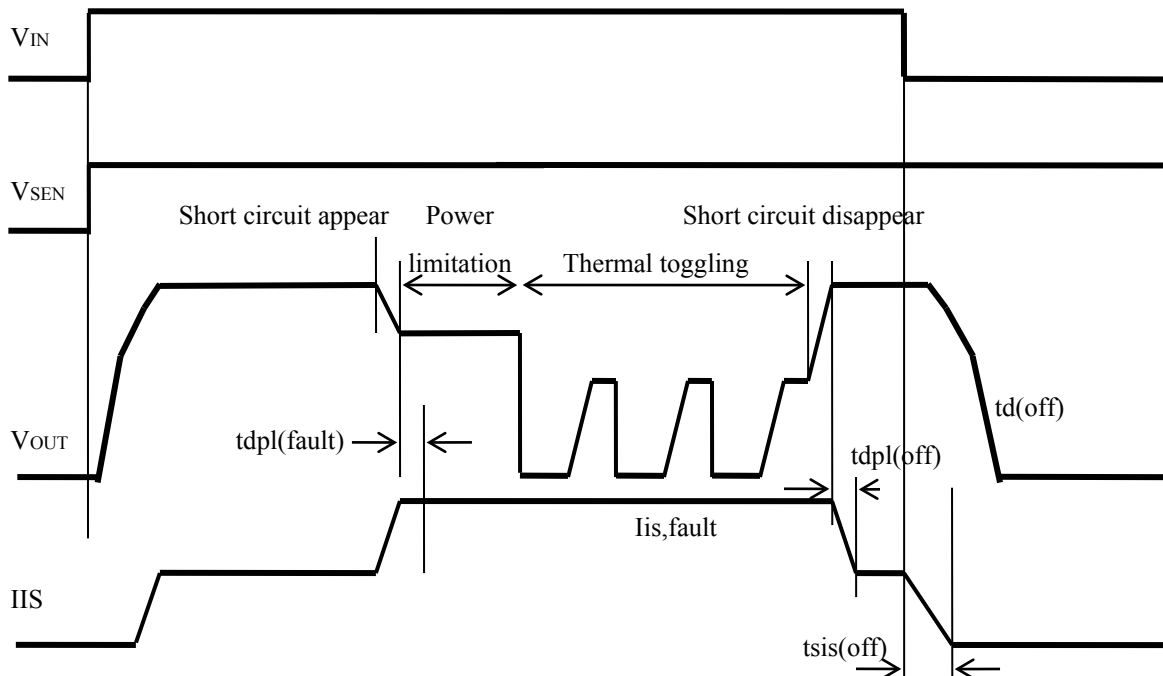 VIN
VSEN
Short circuit appear
Power limitation
Short circuit disappear
Thermal toggling
VOUT
tdpl(fault)
td(off)
tdpl(off)
Iis,fault
IIS
tsis(off)